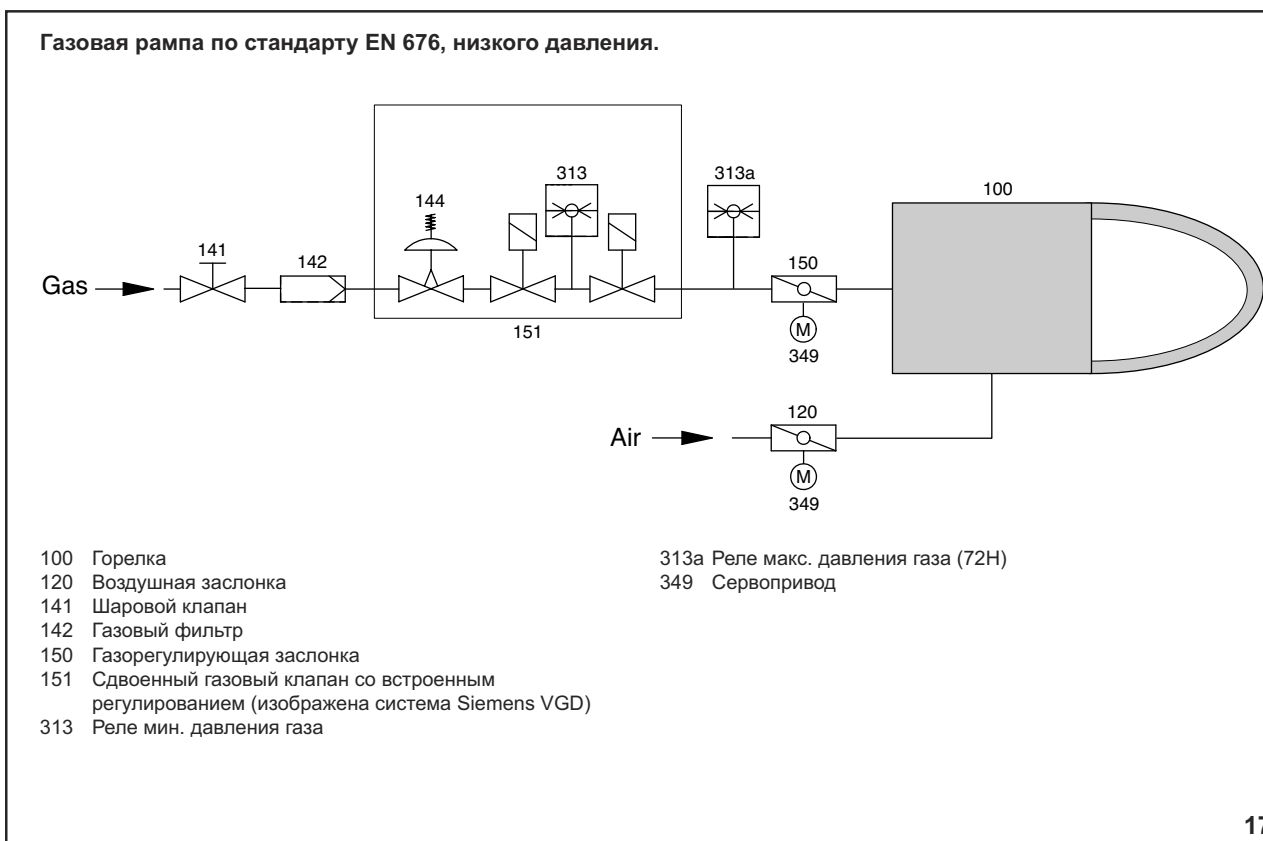 Газовая рампа по стандарту EN 676, низкого давления.
313
313a
100
144
141
142
150
Gas
M
151
349
120
Air
M
349
100 Горелка
120 Воздушная заслонка
141 Шаровой клапан
142 Газовый фильтр
150 Газорегулирующая заслонка
151 Сдвоенный газовый клапан со встроенным
регулированием (изображена система Siemens VGD)
313 Реле мин. давления газа
313a Реле макс. давления газа (72H)
349 Сервопривод
17